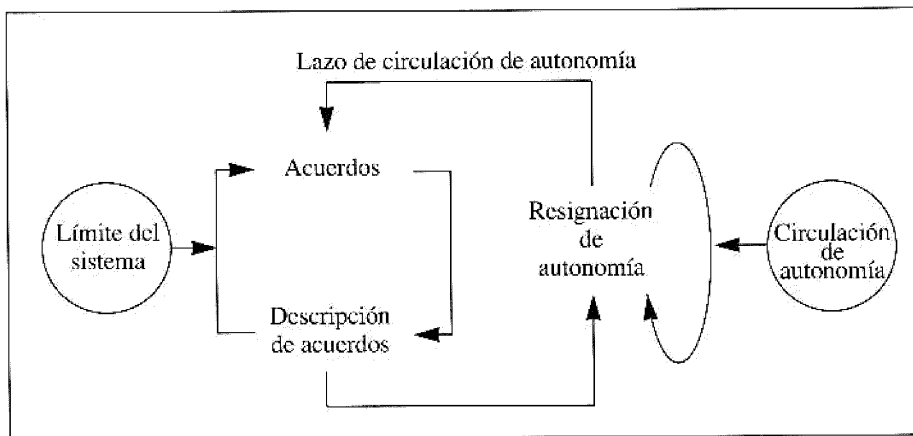 Lazo de circulación de autonomía
Acuerdos
Límite del
sistema
Descripción
de acuerdos
Resignación
de
autonomía
Circulación
de
autonomía